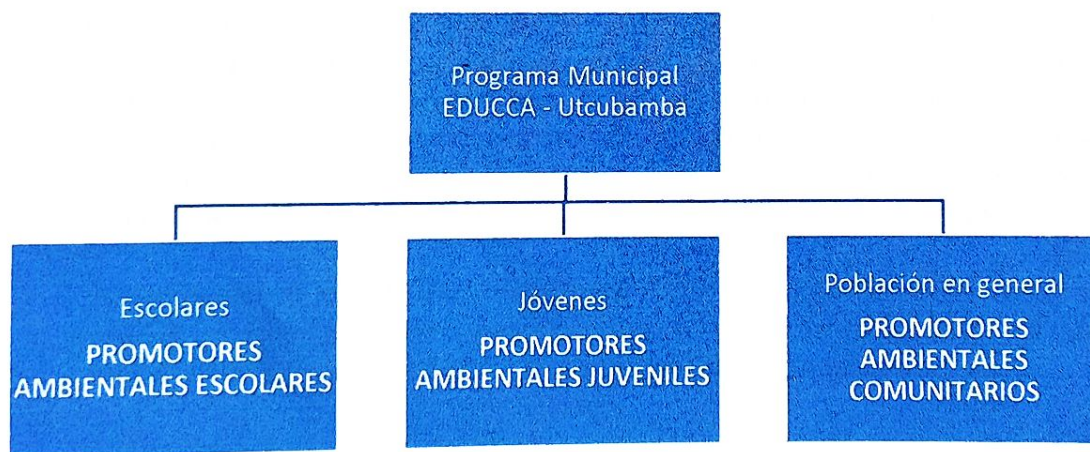 Programa Municipal
EDUCCA - Utcubamba
Escolares
PROMOTORES
AMBIENTALES ESCOLARES
Jóvenes
PROMOTORES
AMBIENTALES JUVENILES
Población en general
PROMOTORES
AMBIENTALES
COMUNITARIOS